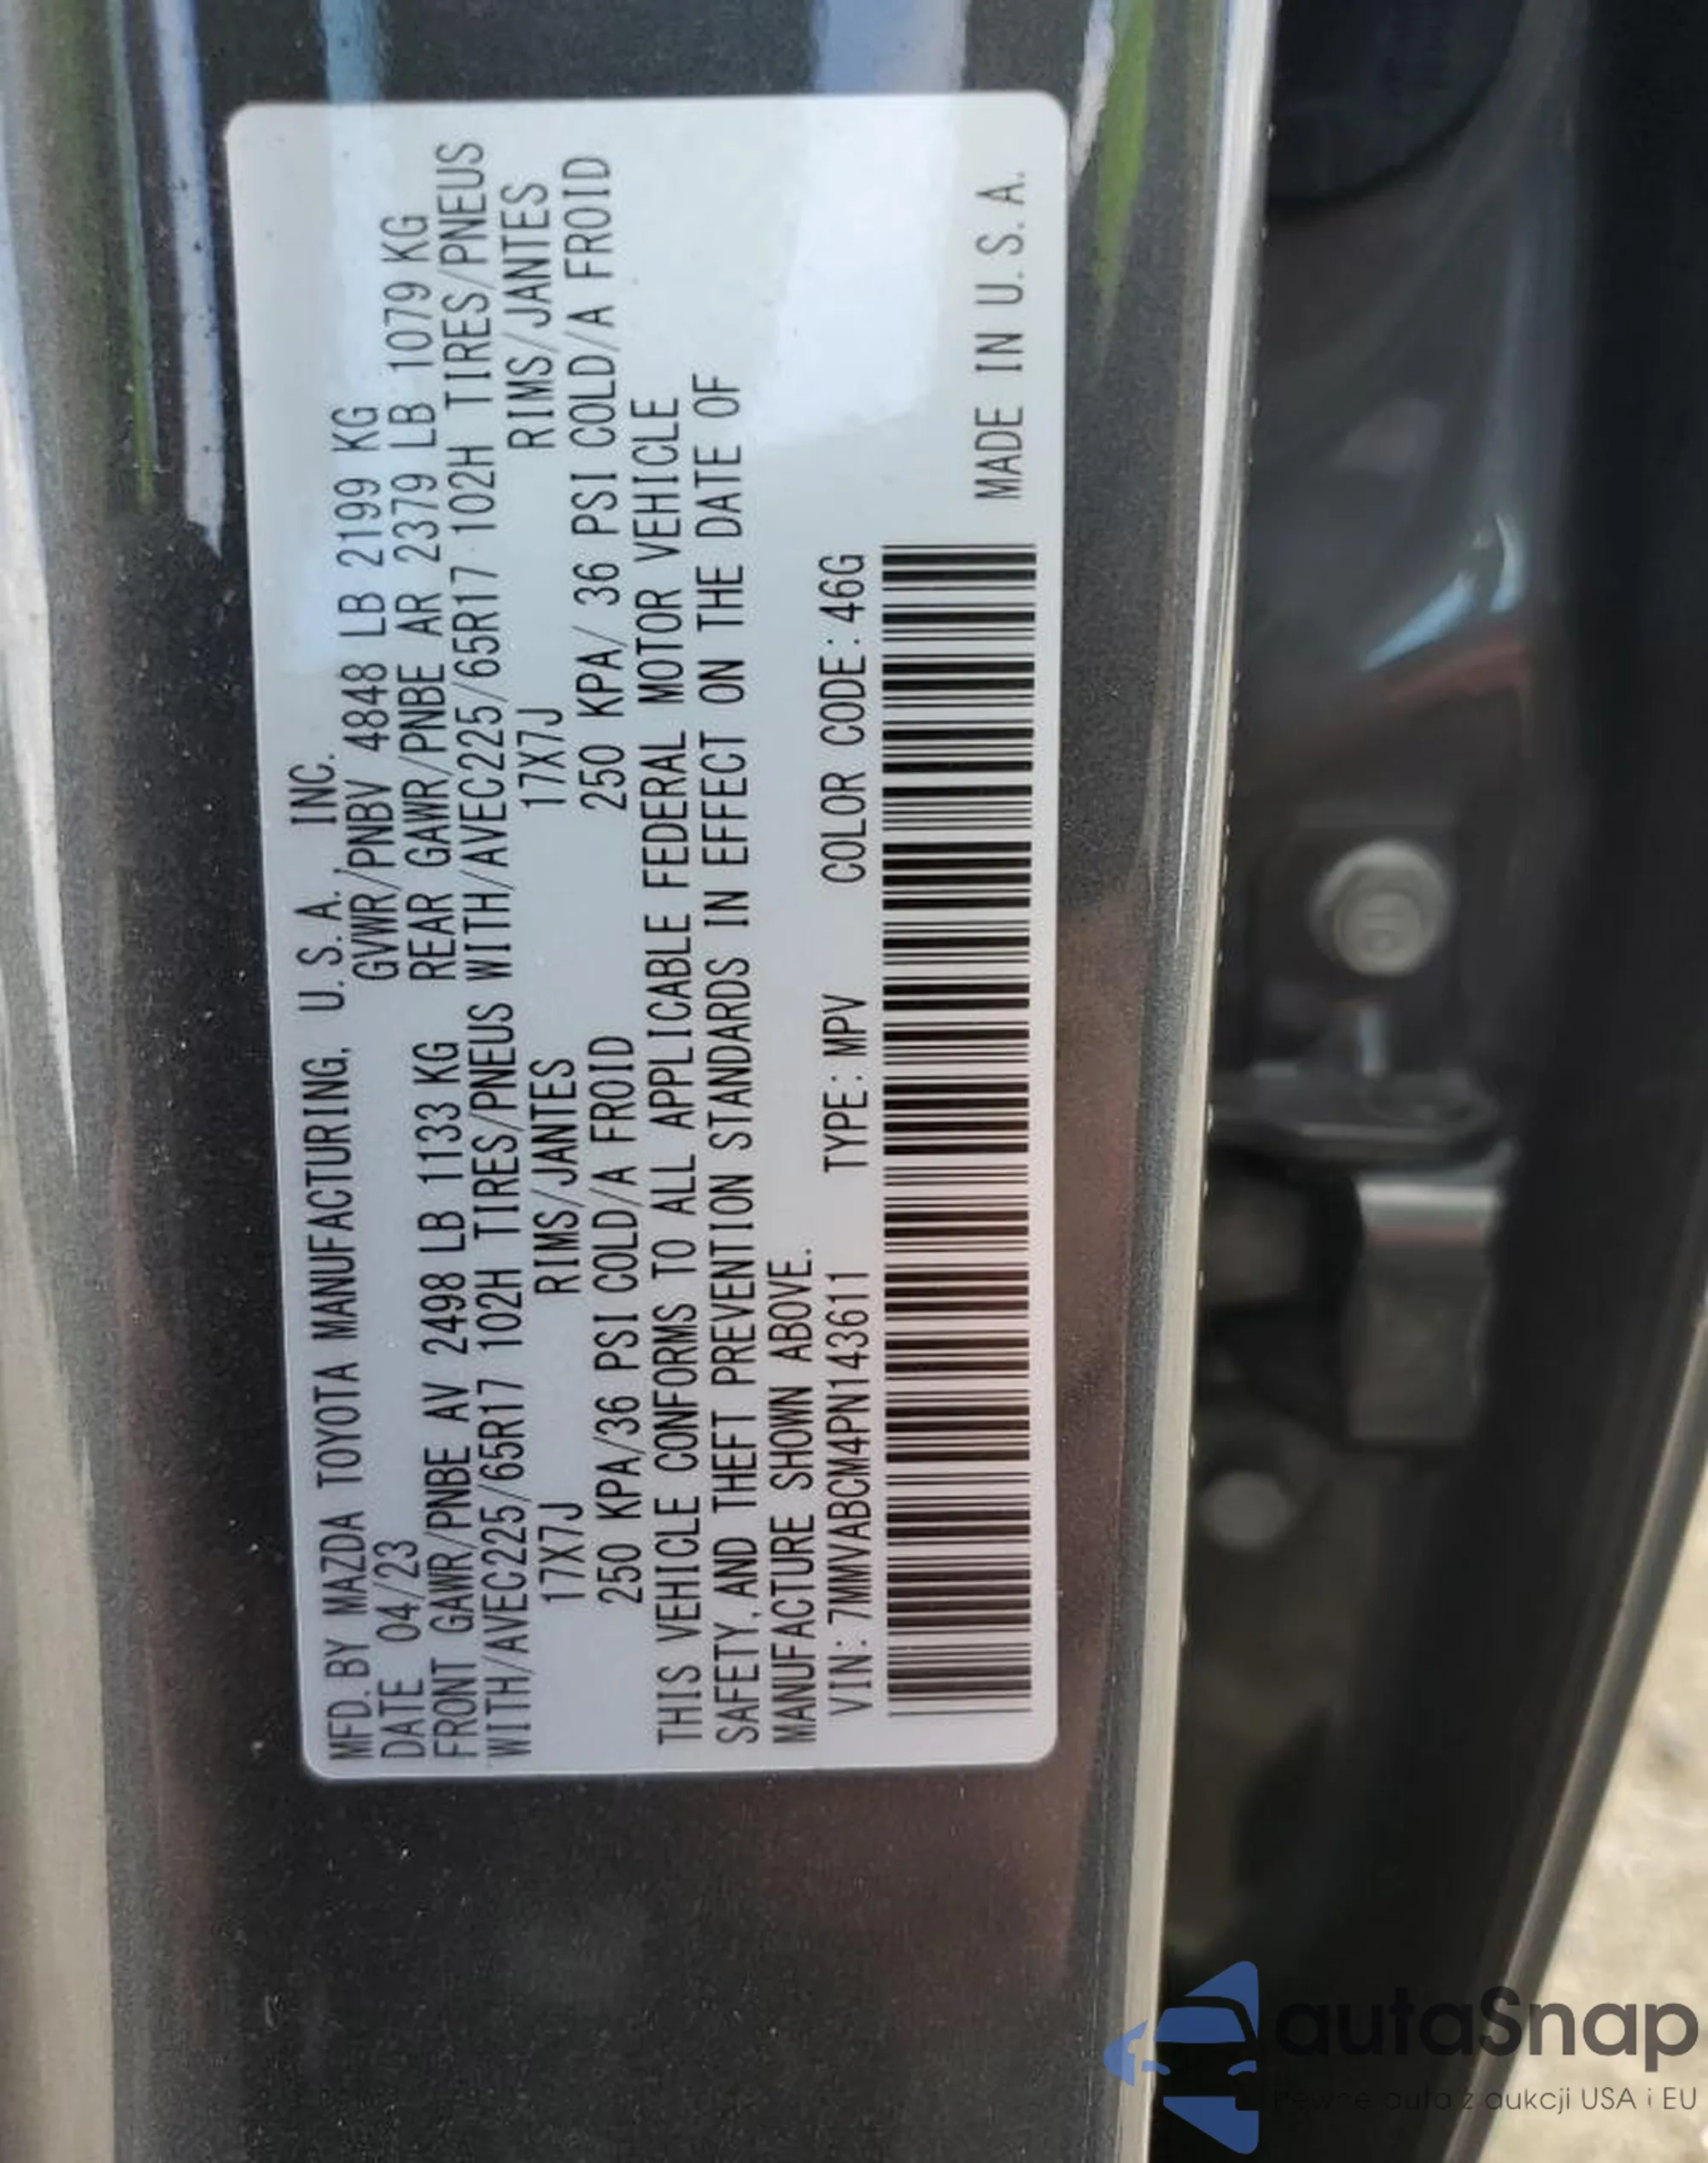 MFD.BY MAZDA TOYOTA MANUFACTURING, U.S.A., INC.
DATE 04/23 GVWR/PNBV 4848 LB 2199 KG
FRONT GAWR/PNBE AV 2498 LB 1133 KG REAR GAWR/PNBE AR 2379 LB 1079 KG
WITH/AVEC225/65R17 102H TIRES/PNEUS WITH/AVEC225/65R17 102H TIRES/PNEUS
17X7J RIMS/JANTES 17X7J RIMS/JANTES
250 KPA/36 PSI COLD/A FROID 250 KPA/ 36 PSI COLD/A FROID
THIS VEHICLE CONFORMS TO ALL APPLICABLE FEDERAL MOTOR VEHICLE
SAFETY, AND THEFT PREVENTION STANDARDS IN EFFECT ON THE DATE OF
MANUFACTURE SHOWN ABOVE.
VIN: 7MMVABCM4PN143611 TYPE: MPV COLOR CODE: 46G
MADE IN U.S.A.
autaSnap
Pewne auta z aukcji USA i EU